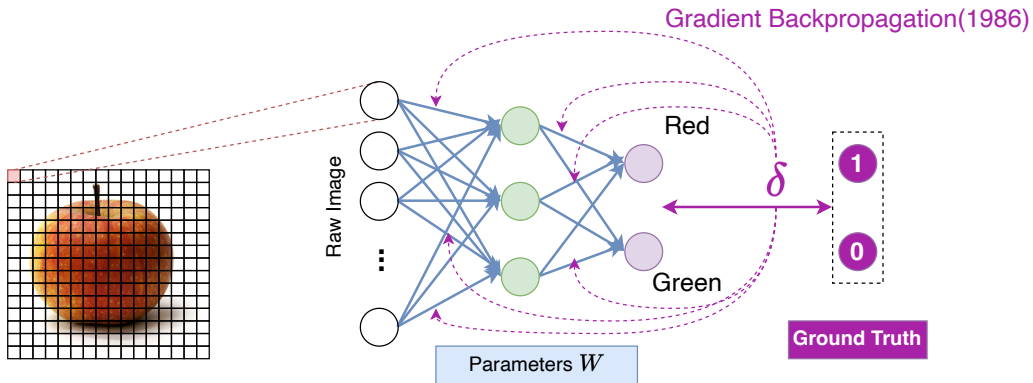 Gradient Backpropagation(1986)
Red
1
Raw Image
δ
...
0
Green
Parameters W
Ground Truth